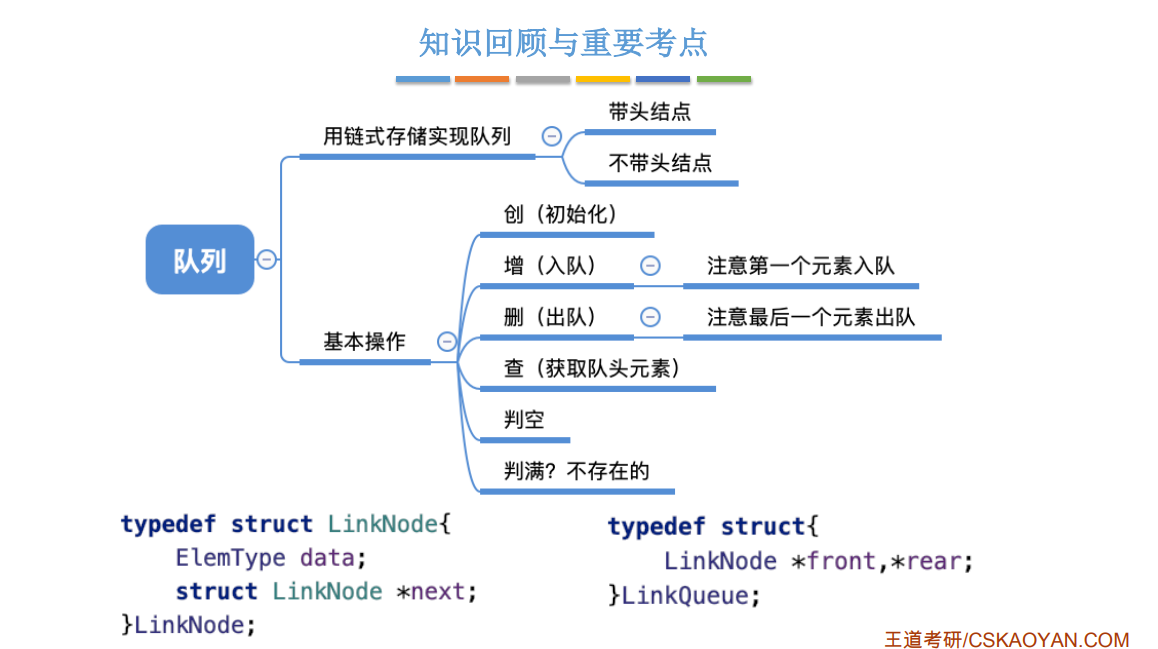 知识回顾与重要考点
带头结点
用链式存储实现队列
不带头结点
创（初始化）
增（入队）
注意第一个元素入队
队列
删（出队）
注意最后一个元素出队
基本操作
查（获取队头元素）
判空
判满？不存在的
typedef struct LinkNode{
ElemType data;
struct LinkNode *next;
}LinkNode;
typedef struct{
LinkNode *front,*rear;
}LinkQueue;
王道考研/CSKAOYAN.COM